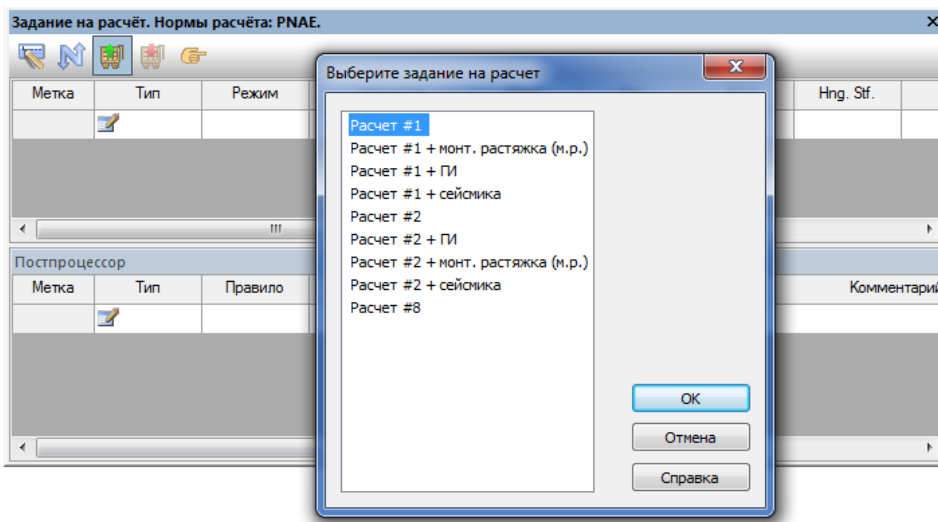 Задание на расчёт. Нормы расчёта: PNAE.
Выберите задание на расчет
Метка Тип Режим Hng. Stf.
Расчет #1
Расчет #1 + монт. растяжка (м.р.)
Расчет #1 + ГИ
Расчет #1 + сейсмика
Расчет #2
Расчет #2 + ГИ
Расчет #2 + монт. растяжка (м.р.)
Расчет #2 + сейсмика
Расчет #8
Постпроцессор
Метка Тип Правило Комментарий
OK
Отмена
Справка